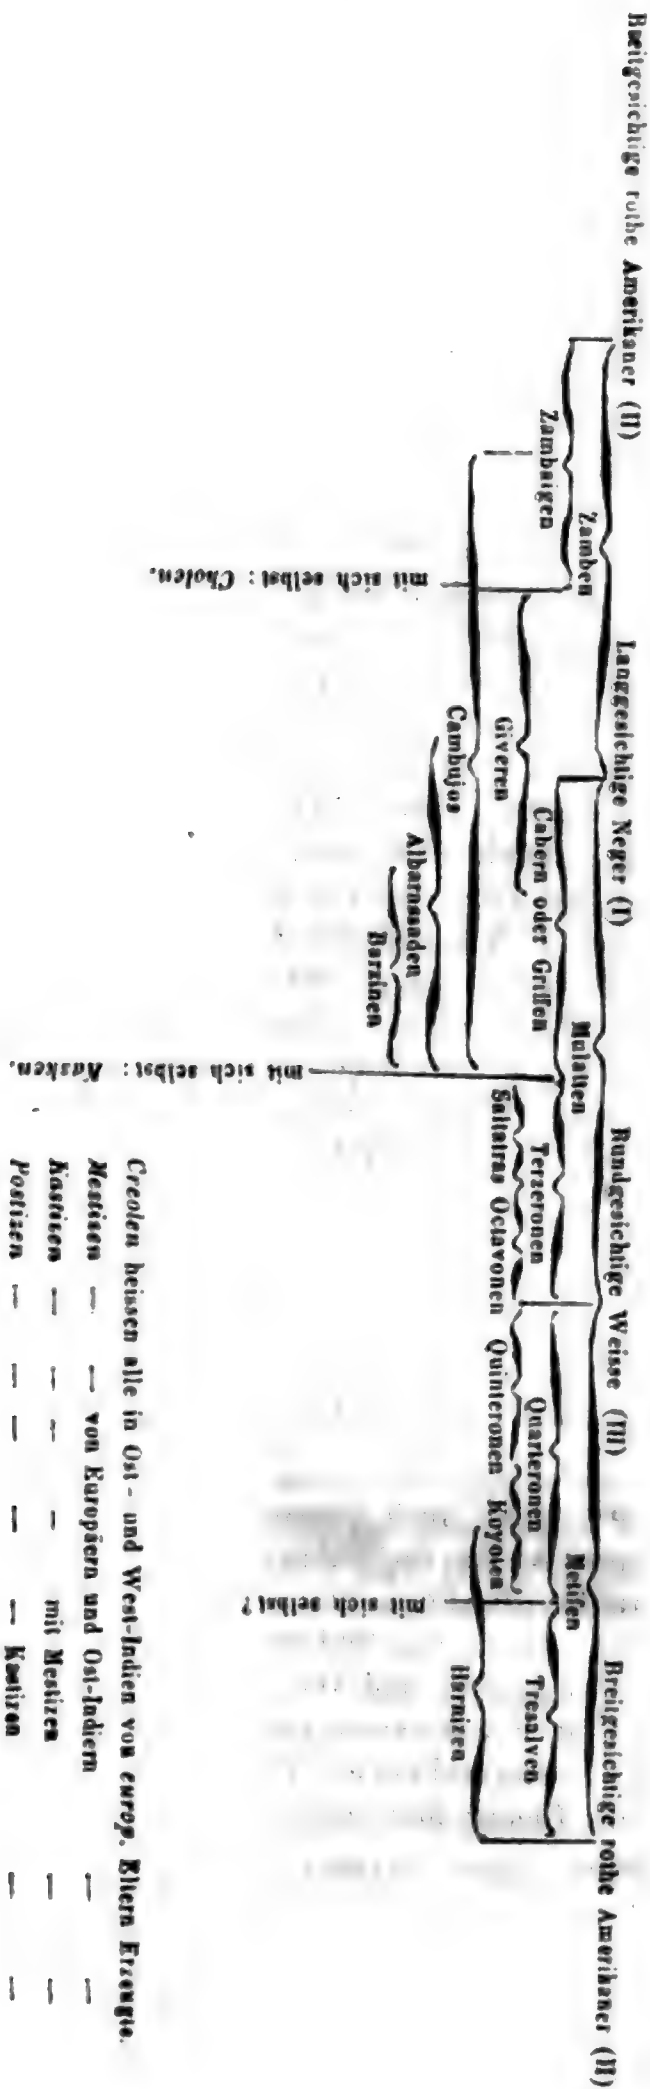 Breitgesichtige rothe Amerikaner (II) Langgesichtige Neger (I) Rundgesichtige Weisse (III) Breitgesichtige rothe Amerikaner (II)
Zamben Mulatten Metifen
Zambaigen Cabern oder Griffen Terzeronen Quarteronen Tresalven
Giveren Saltatras Octavonen Quinteronen Koyoten
Cambujos Harnizen
Albarassaden
Barzinen
mit sich selbst: Cholen.
mit sich selbst: Kasken.
mit sich selbst?
Creolen heissen alle in Ost- und West-Indien von europ. Eltern Erzeugte.
Mestizen — — von Europäern und Ost-Indiern — —
Kastizen — — — mit Mestizen — —
Postizen — — — — Kastizen — —